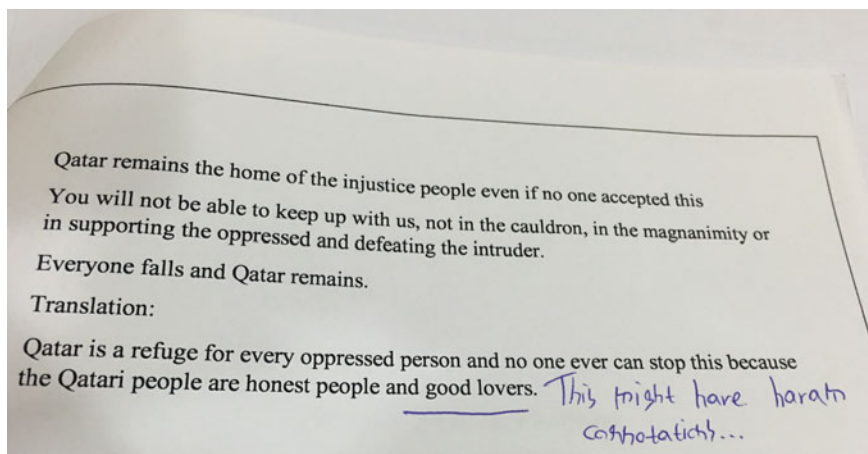 Qatar remains the home of the injustice people even if no one accepted this
You will not be able to keep up with us, not in the cauldron, in the magnanimity or
in supporting the oppressed and defeating the intruder.
Everyone falls and Qatar remains.
Translation:
Qatar is a refuge for every oppressed person and no one ever can stop this because
the Qatari people are honest people and good lovers. This might have haram
connotations...